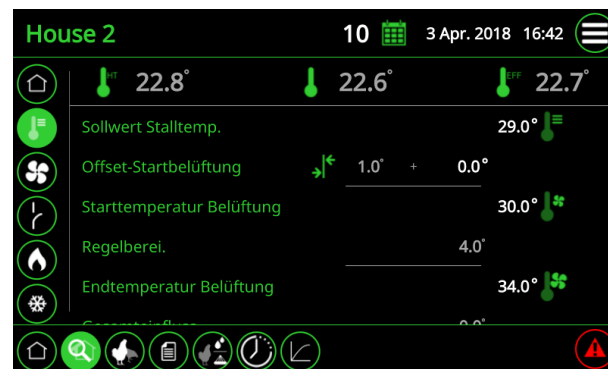 House 2 10 3 Apr. 2018 16:42
HT 22.8° 22.6° EFF 22.7°
Sollwert Stalltemp. 29.0°
Offset-Startbelüftung 1.0° + 0.0°
Starttemperatur Belüftung 30.0°
Regelberei. 4.0°
Endtemperatur Belüftung 34.0°